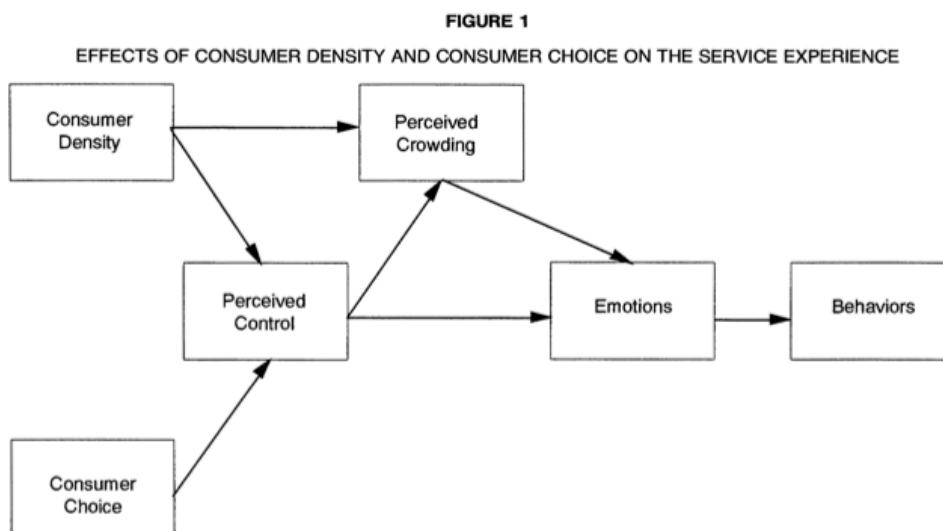 FIGURE 1
EFFECTS OF CONSUMER DENSITY AND CONSUMER CHOICE ON THE SERVICE EXPERIENCE
Consumer
Density
Perceived
Crowding
Perceived
Control
Emotions
Behaviors
Consumer
Choice